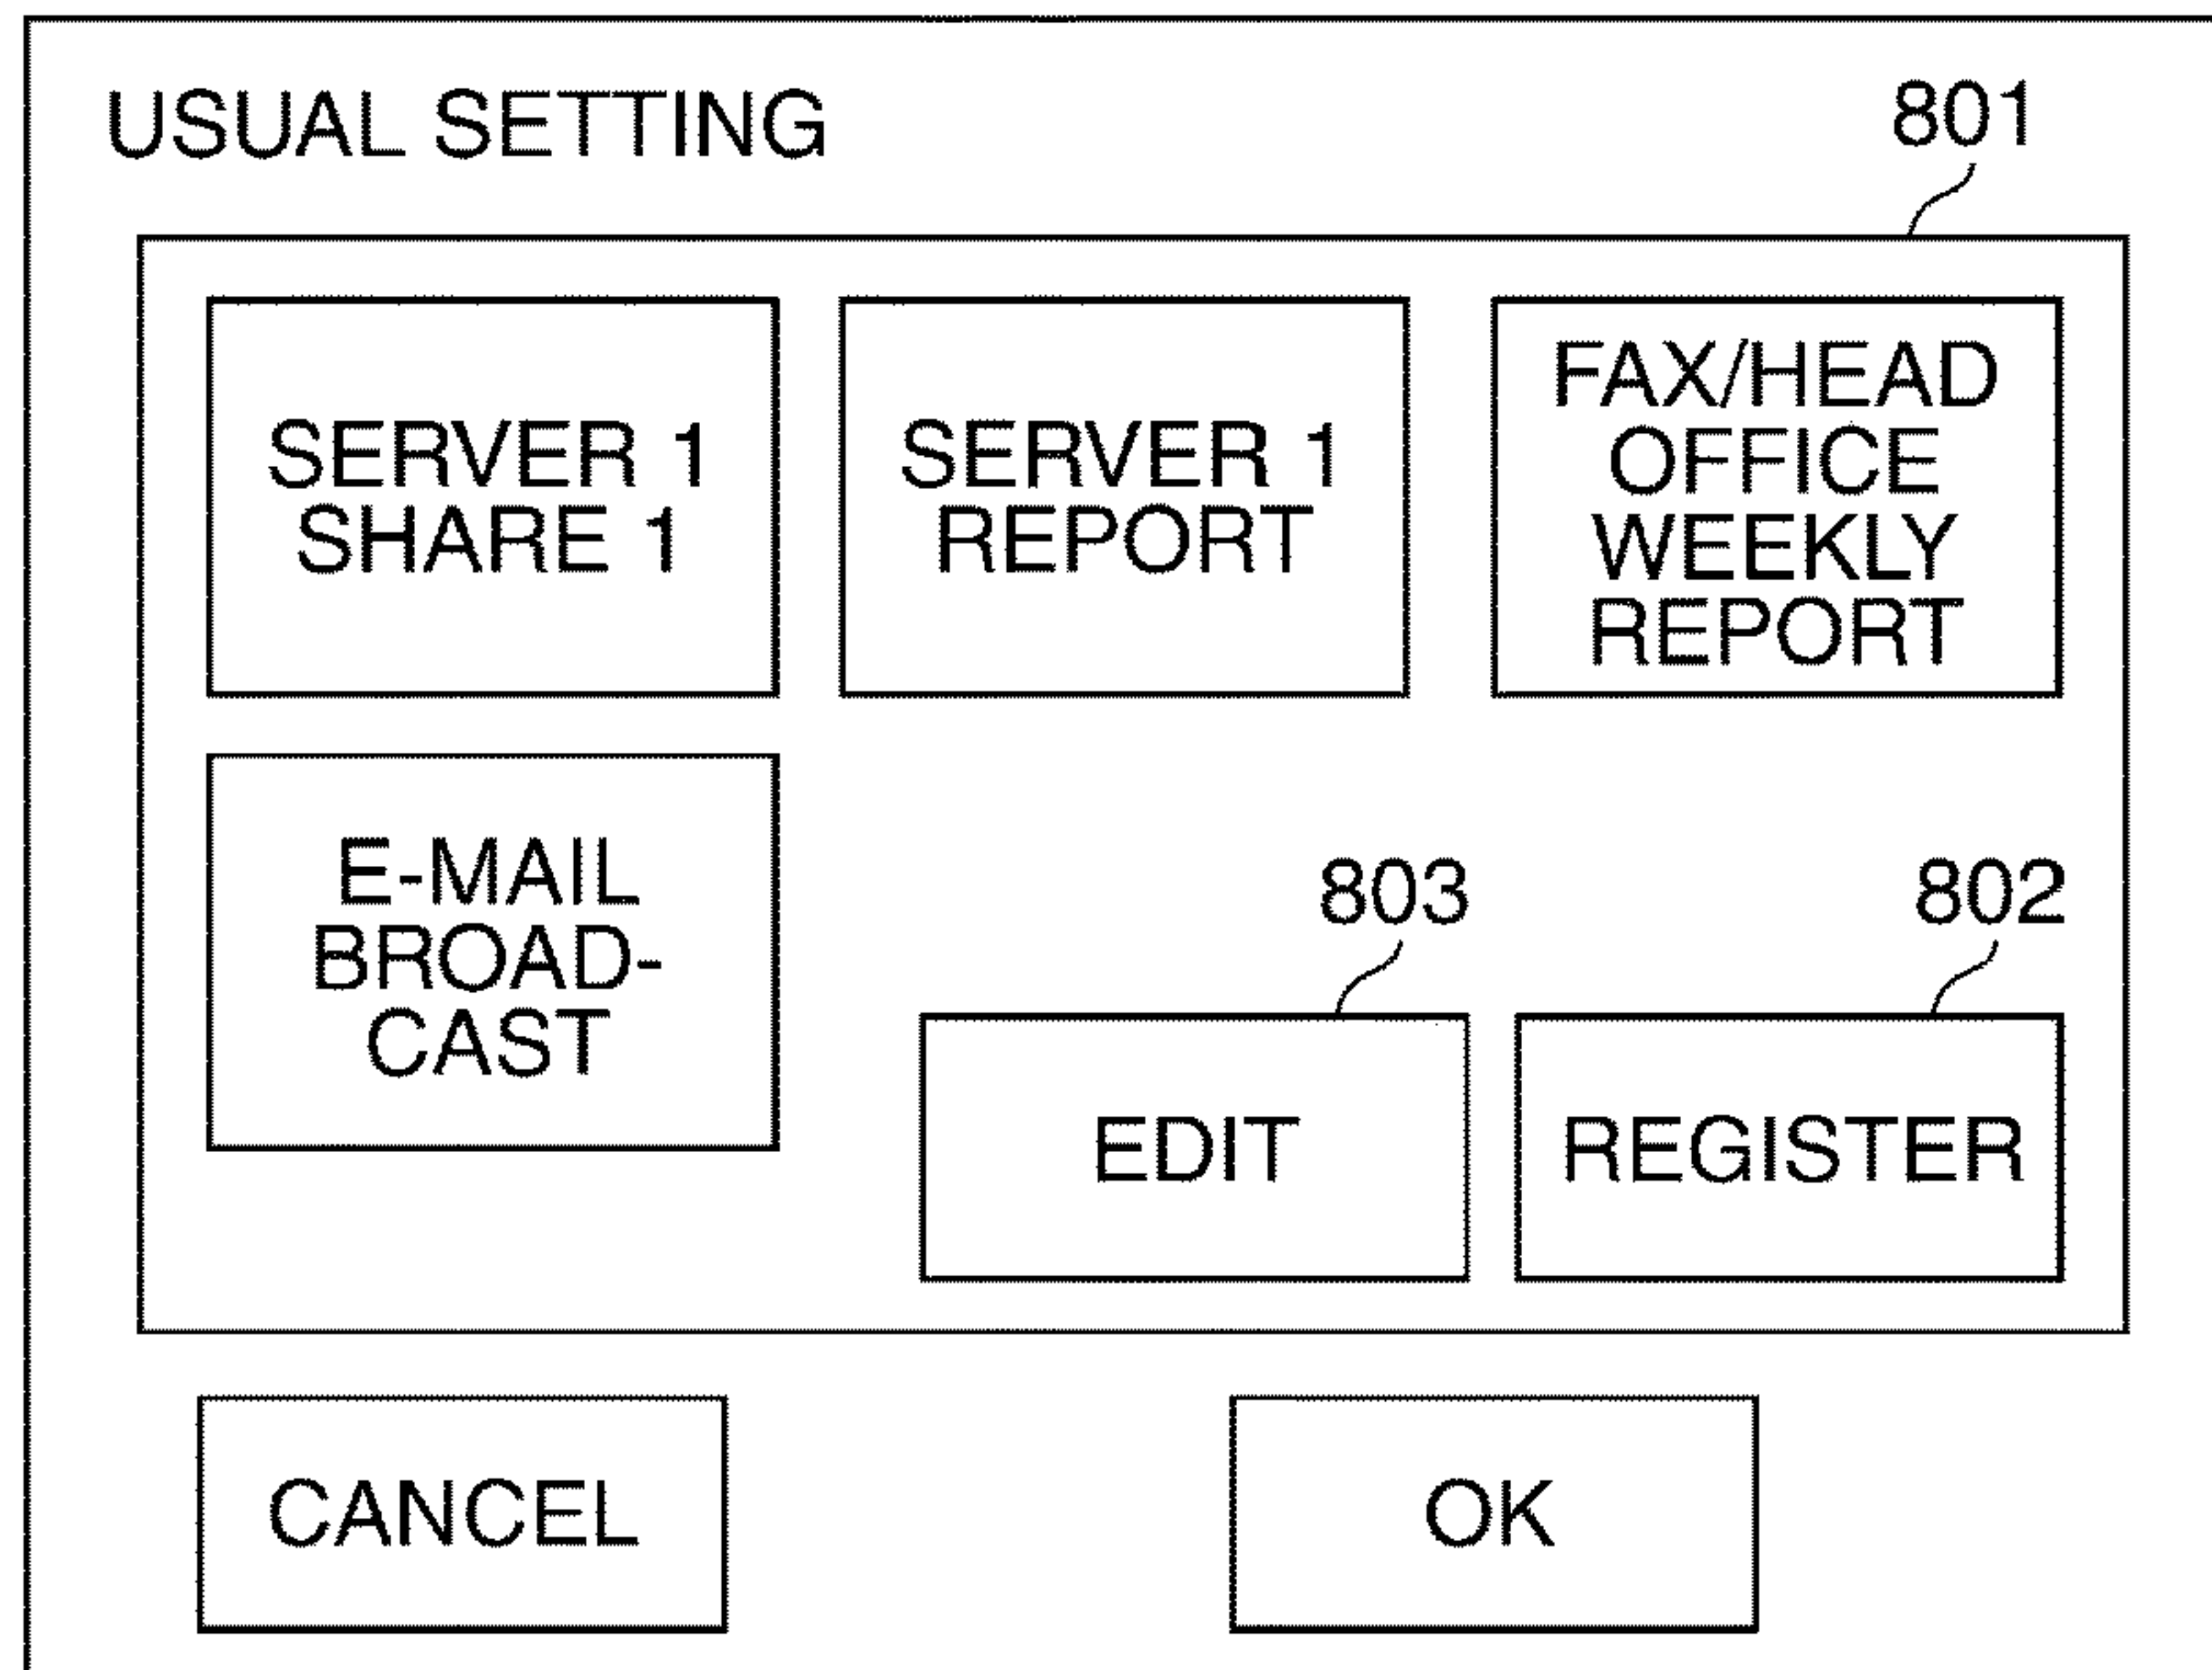 USUAL SETTING
801
SERVER 1
SHARE 1
SERVER 1
REPORT
FAX/HEAD
OFFICE
WEEKLY
REPORT
E-MAIL
BROAD-
CAST
803
802
EDIT
REGISTER
CANCEL
OK